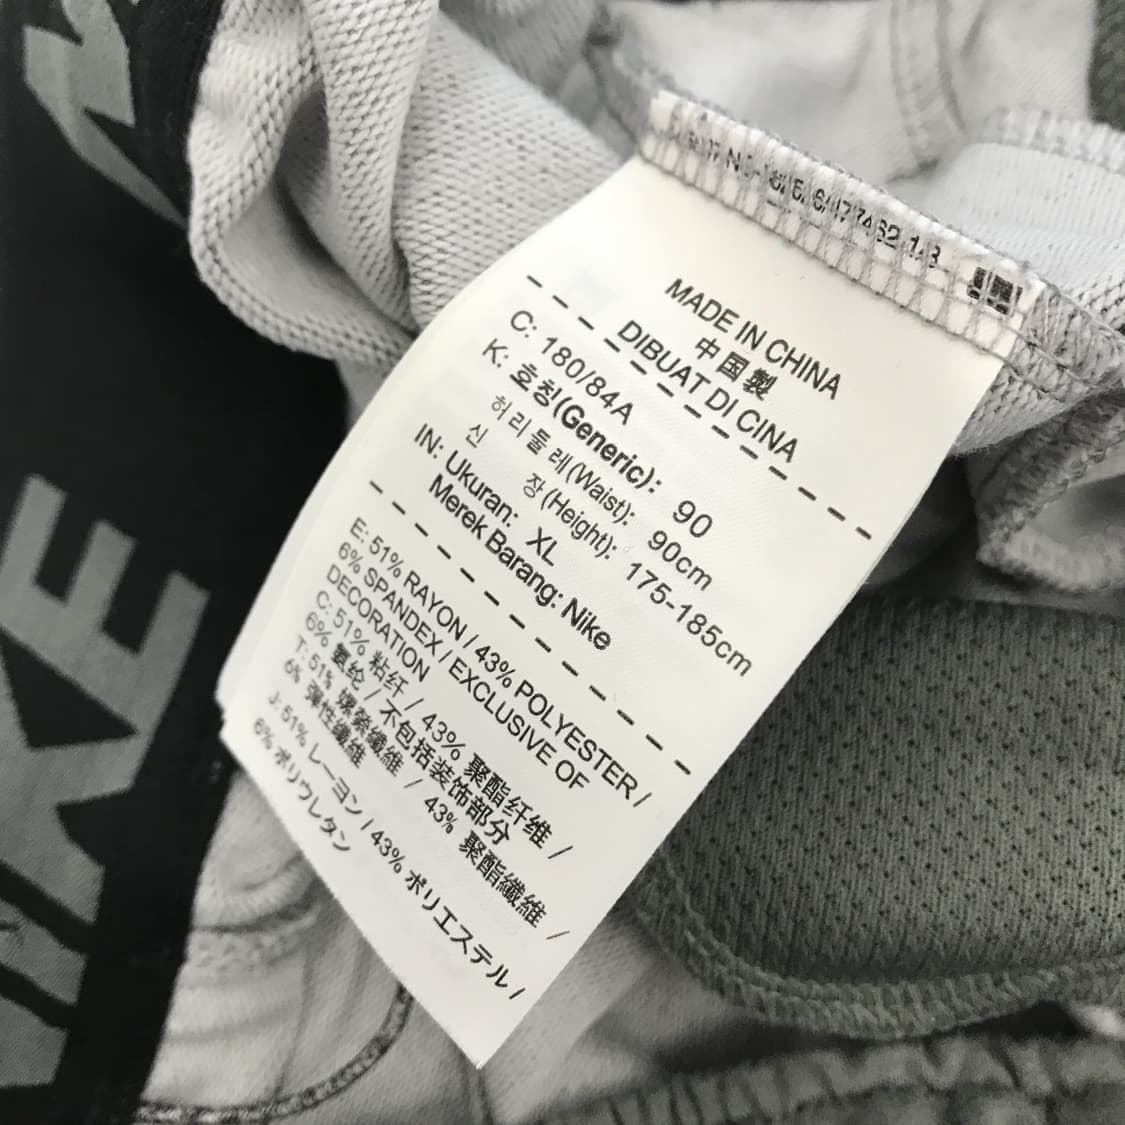 MADE IN CHINA
中国製
DIBUAT DI CINA
C: 180/84A
K: 호칭(Generic): 90
허리둘레(Waist): 90cm
신 장(Height): 175-185cm
IN: Ukuran: XL
Merek Barang: Nike
E: 51% RAYON / 43% POLYESTER /
6% SPANDEX / EXCLUSIVE OF
DECORATION
C: 51% 粘纤 / 43% 聚酯纤维 /
6% 氨纶 / 不包括装饰部分
T: 51% 嫘縈纖維 / 43% 聚酯纖維 /
6% 彈性纖維
J: 51% レーヨン / 43% ポリエステル /
6% ポリウレタン
NIKE